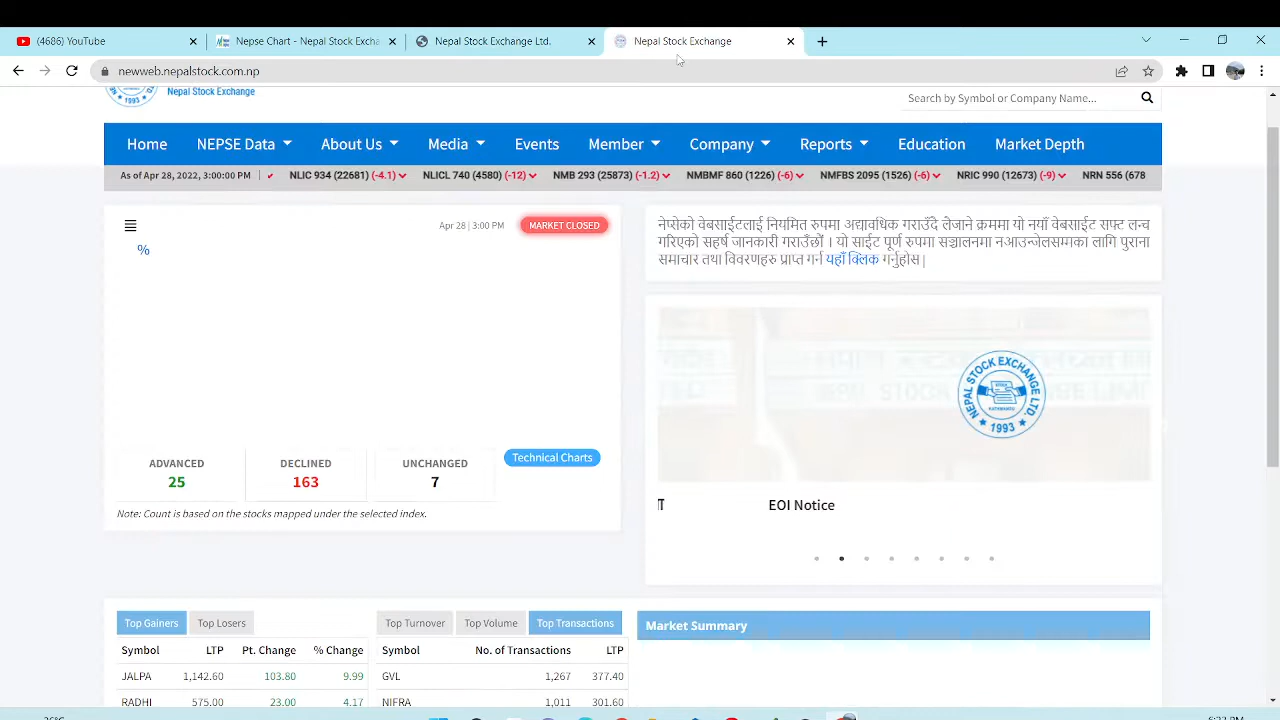 (4686) YouTube
Nepse Chart - Nepal Stock Excha
Nepal Stock Exchange Ltd.
Nepal Stock Exchange
newweb.nepalstock.com.np
1993
Nepal Stock Exchange
Search by Symbol or Company Name...
Home NEPSE Data About Us Media Events Member Company Reports Education Market Depth
As of Apr 28, 2022, 3:00:00 PM NLIC 934 (22681) (-4.1) NLICL 740 (4580) (-12) NMB 293 (25873) (-1.2) NMBMF 860 (1226) (-6) NMFBS 2095 (1526) (-6) NRIC 990 (12673) (-9) NRN 556 (678
Apr 28 | 3:00 PM MARKET CLOSED
%
ADVANCED DECLINED UNCHANGED Technical Charts
25 163 7
Note: Count is based on the stocks mapped under the selected index.
नेप्सेको वेबसाईटलाई नियमित रुपमा अद्यावधिक गराउँदै लेजाने क्रममा यो नयाँ वेबसाईट सफ्ट लन्च
गरिएको सहर्ष जानकारी गराउँछौं । यो साईट पूर्ण रुपमा सञ्चालनमा नआउन्जेलसम्मका लागि पुराना
समाचार तथा विवरणहरु प्राप्त गर्न यहाँ क्लिक गर्नुहोस |
NEPAL STOCK EXCHANGE LTD.
KATHMANDU
1993
EOI Notice
Top Gainers Top Losers
Symbol LTP Pt. Change % Change
JALPA 1,142.60 103.80 9.99
RADHI 575.00 23.00 4.17
Top Turnover Top Volume Top Transactions
Symbol No. of Transactions LTP
GVL 1,267 377.40
NIFRA 1,011 301.60
Market Summary